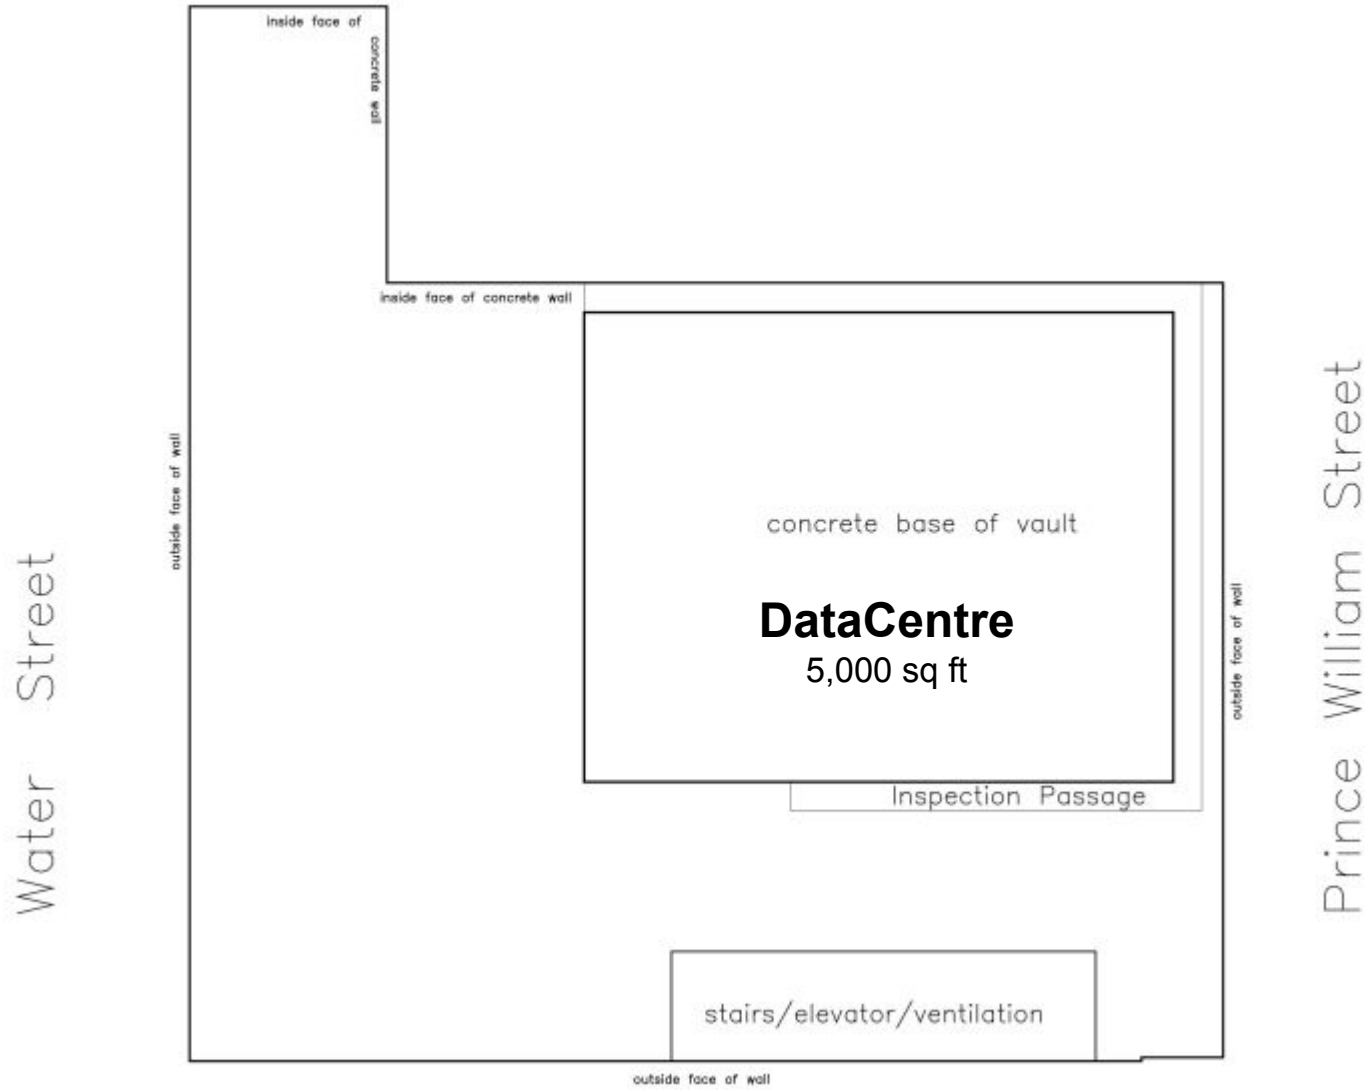 inside face of
concrete wall
inside face of concrete wall
outside face of wall
Water Street
concrete base of vault
DataCentre
5,000 sq ft
Inspection Passage
outside face of wall
Prince William Street
stairs/elevator/ventilation
outside face of wall